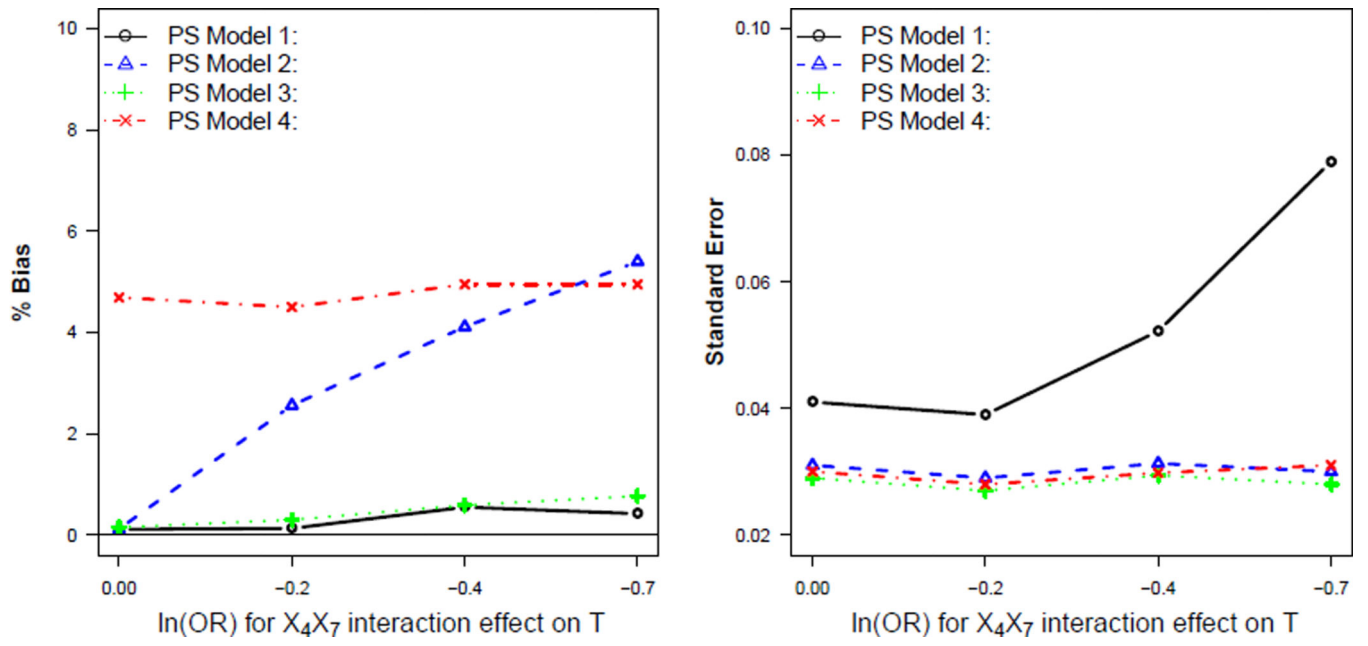 PS Model 1:
PS Model 2:
PS Model 3:
PS Model 4:
10
8
6
4
2
0
% Bias
0.00 −0.2 −0.4 −0.7
ln(OR) for X₄X₇ interaction effect on T
PS Model 1:
PS Model 2:
PS Model 3:
PS Model 4:
0.10
0.08
0.06
0.04
0.02
Standard Error
0.00 −0.2 −0.4 −0.7
ln(OR) for X₄X₇ interaction effect on T